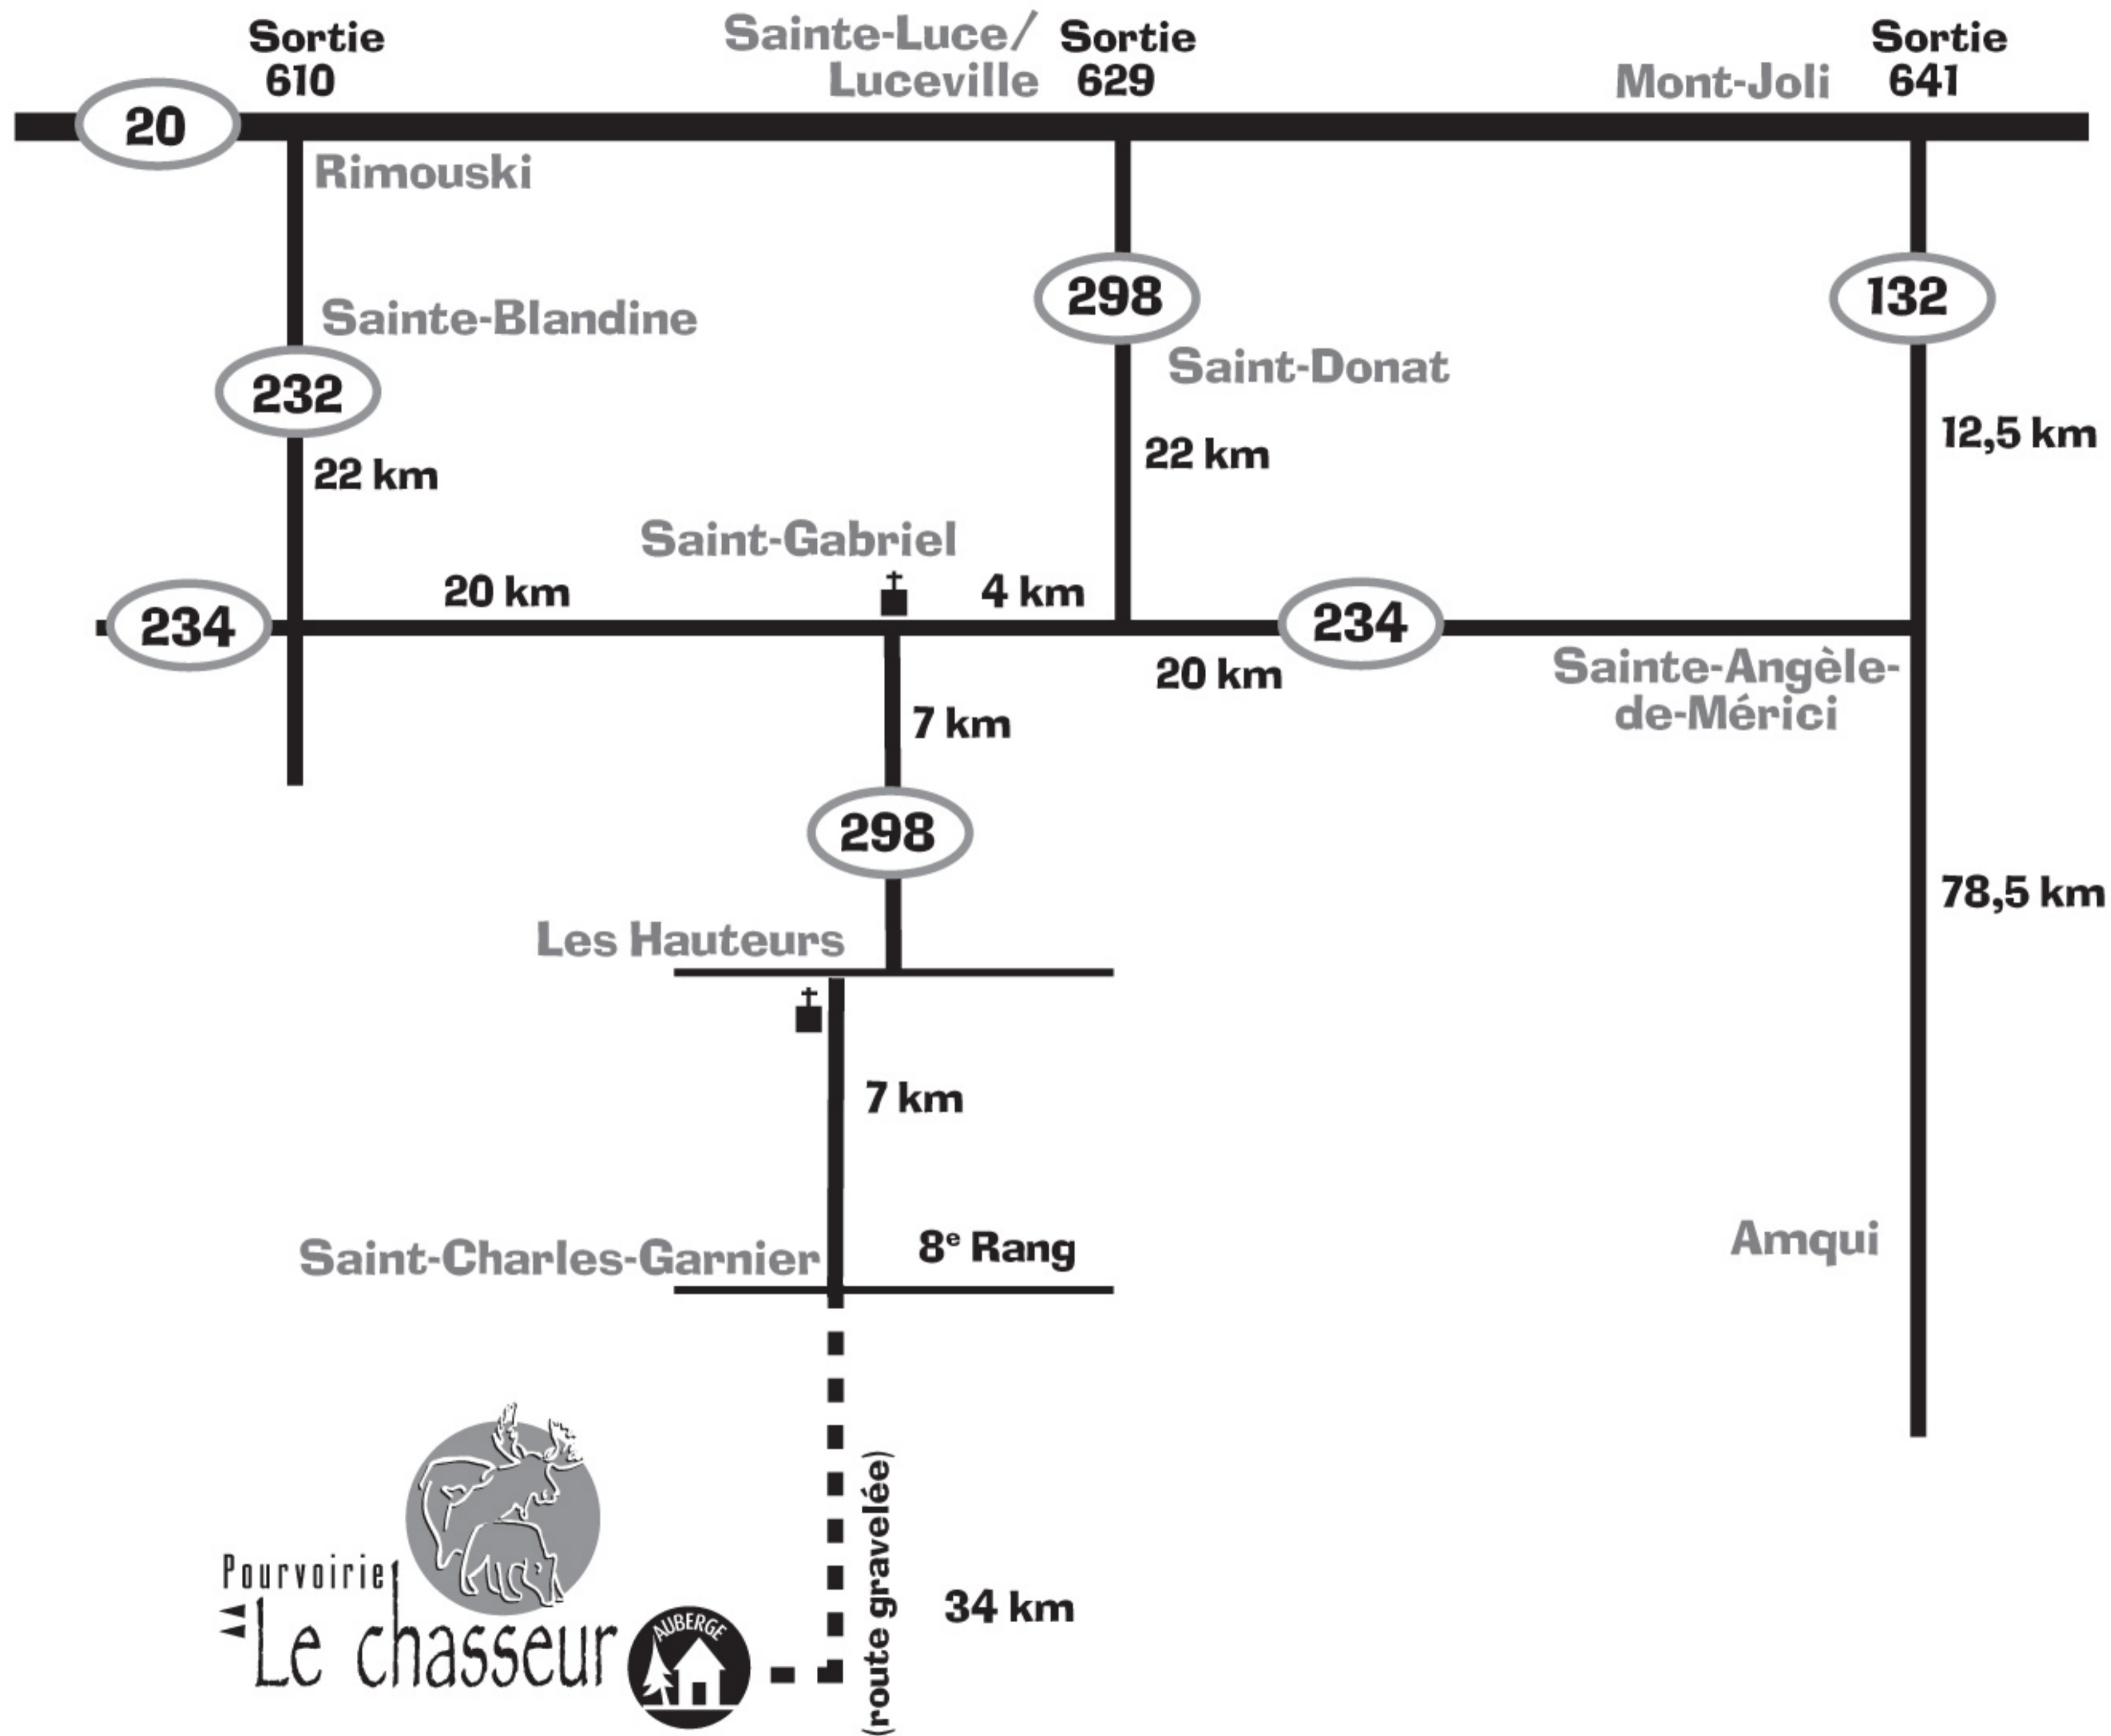 Sortie
610
Sainte-Luce/
Luceville
Sortie
629
Mont-Joli
Sortie
641
20
Rimouski
Sainte-Blandine
232
22 km
298
Saint-Donat
22 km
132
12,5 km
Saint-Gabriel
234
20 km
4 km
234
20 km
Sainte-Angèle-
de-Mérici
7 km
298
78,5 km
Les Hauteurs
7 km
Saint-Charles-Garnier
8e Rang
Amqui
(route gravelée)
34 km
Pourvoirie
Le chasseur
AUBERGE